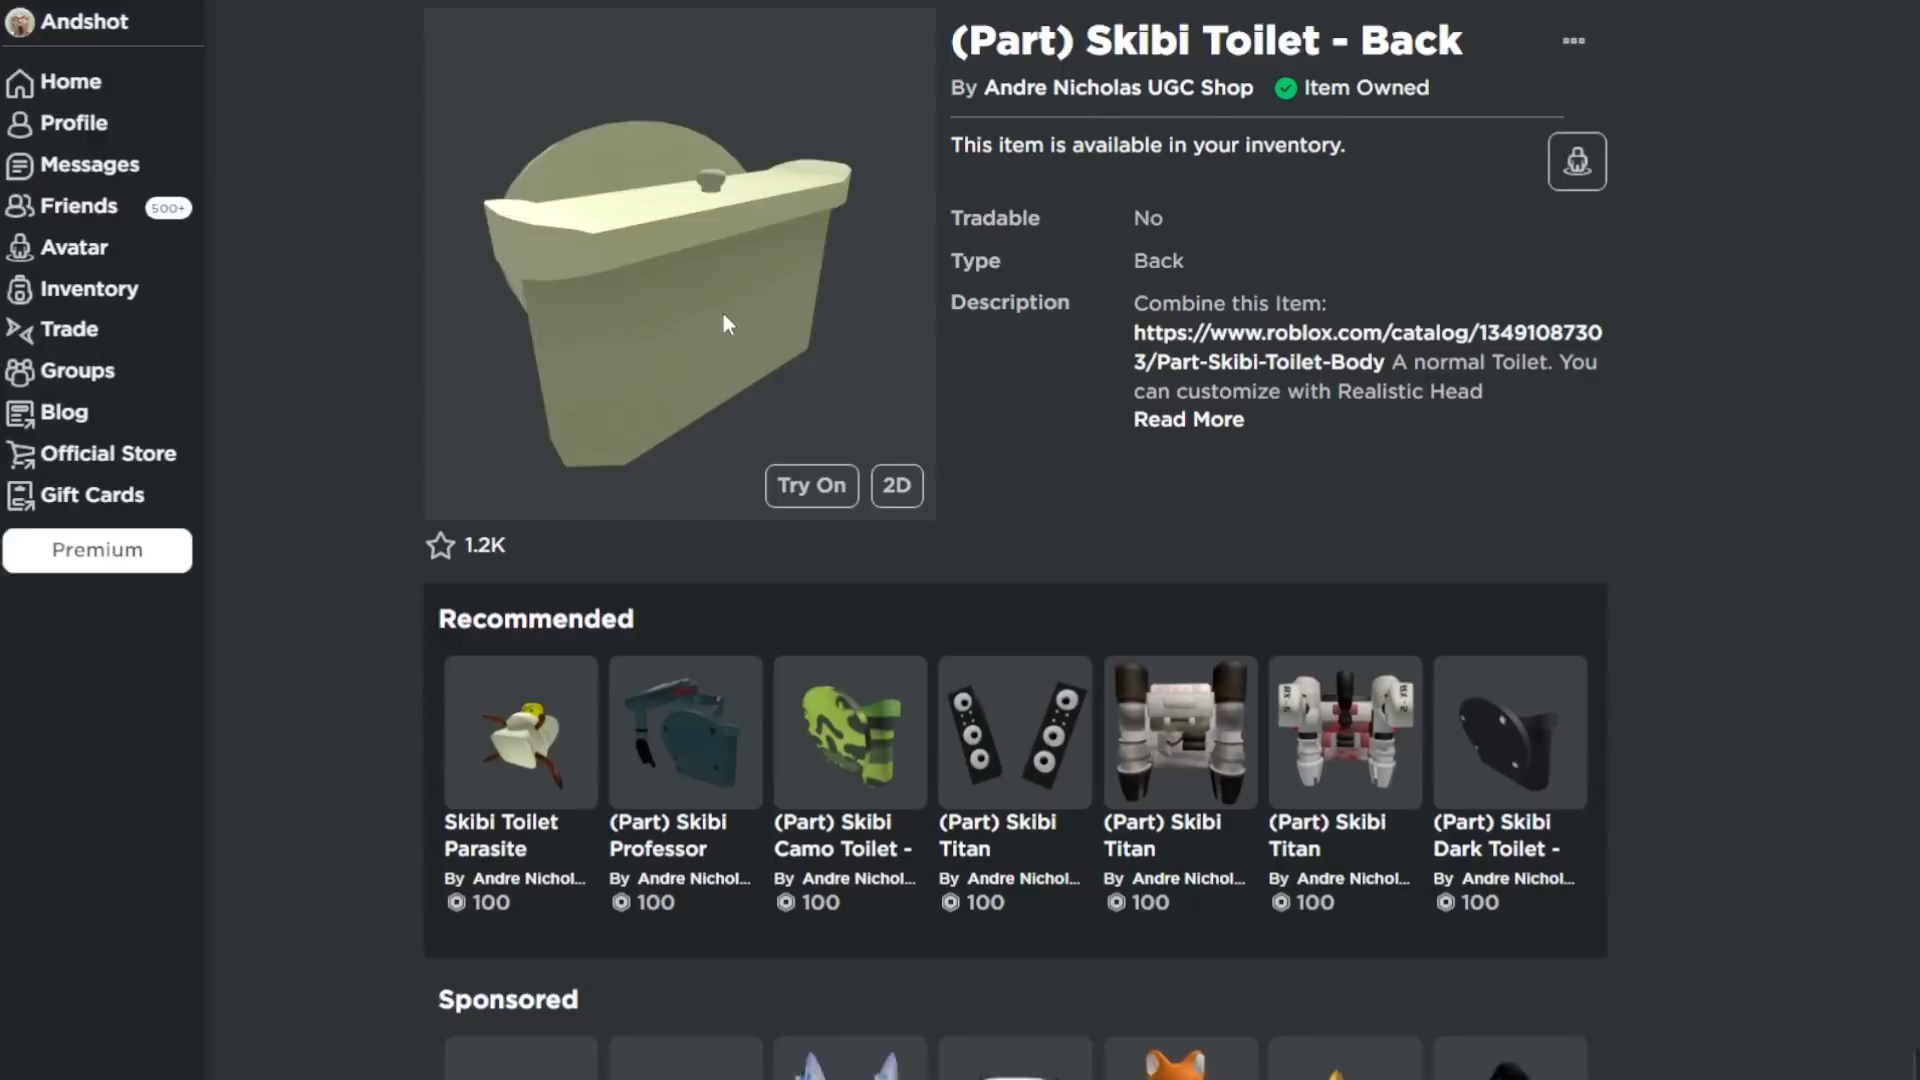 Andshot
Home
Profile
Messages
Friends 500+
Avatar
Inventory
Trade
Groups
Blog
Official Store
Gift Cards
Premium
Try On
2D
1.2K
(Part) Skibi Toilet - Back
By Andre Nicholas UGC Shop Item Owned
This item is available in your inventory.
Tradable No
Type Back
Description Combine this Item:
https://www.roblox.com/catalog/1349108730
3/Part-Skibi-Toilet-Body A normal Toilet. You
can customize with Realistic Head
Read More
Recommended
Skibi Toilet
Parasite
By Andre Nichol...
100
(Part) Skibi
Professor
By Andre Nichol...
100
(Part) Skibi
Camo Toilet -
By Andre Nichol...
100
(Part) Skibi
Titan
By Andre Nichol...
100
(Part) Skibi
Titan
By Andre Nichol...
100
(Part) Skibi
Titan
By Andre Nichol...
100
(Part) Skibi
Dark Toilet -
By Andre Nichol...
100
Sponsored